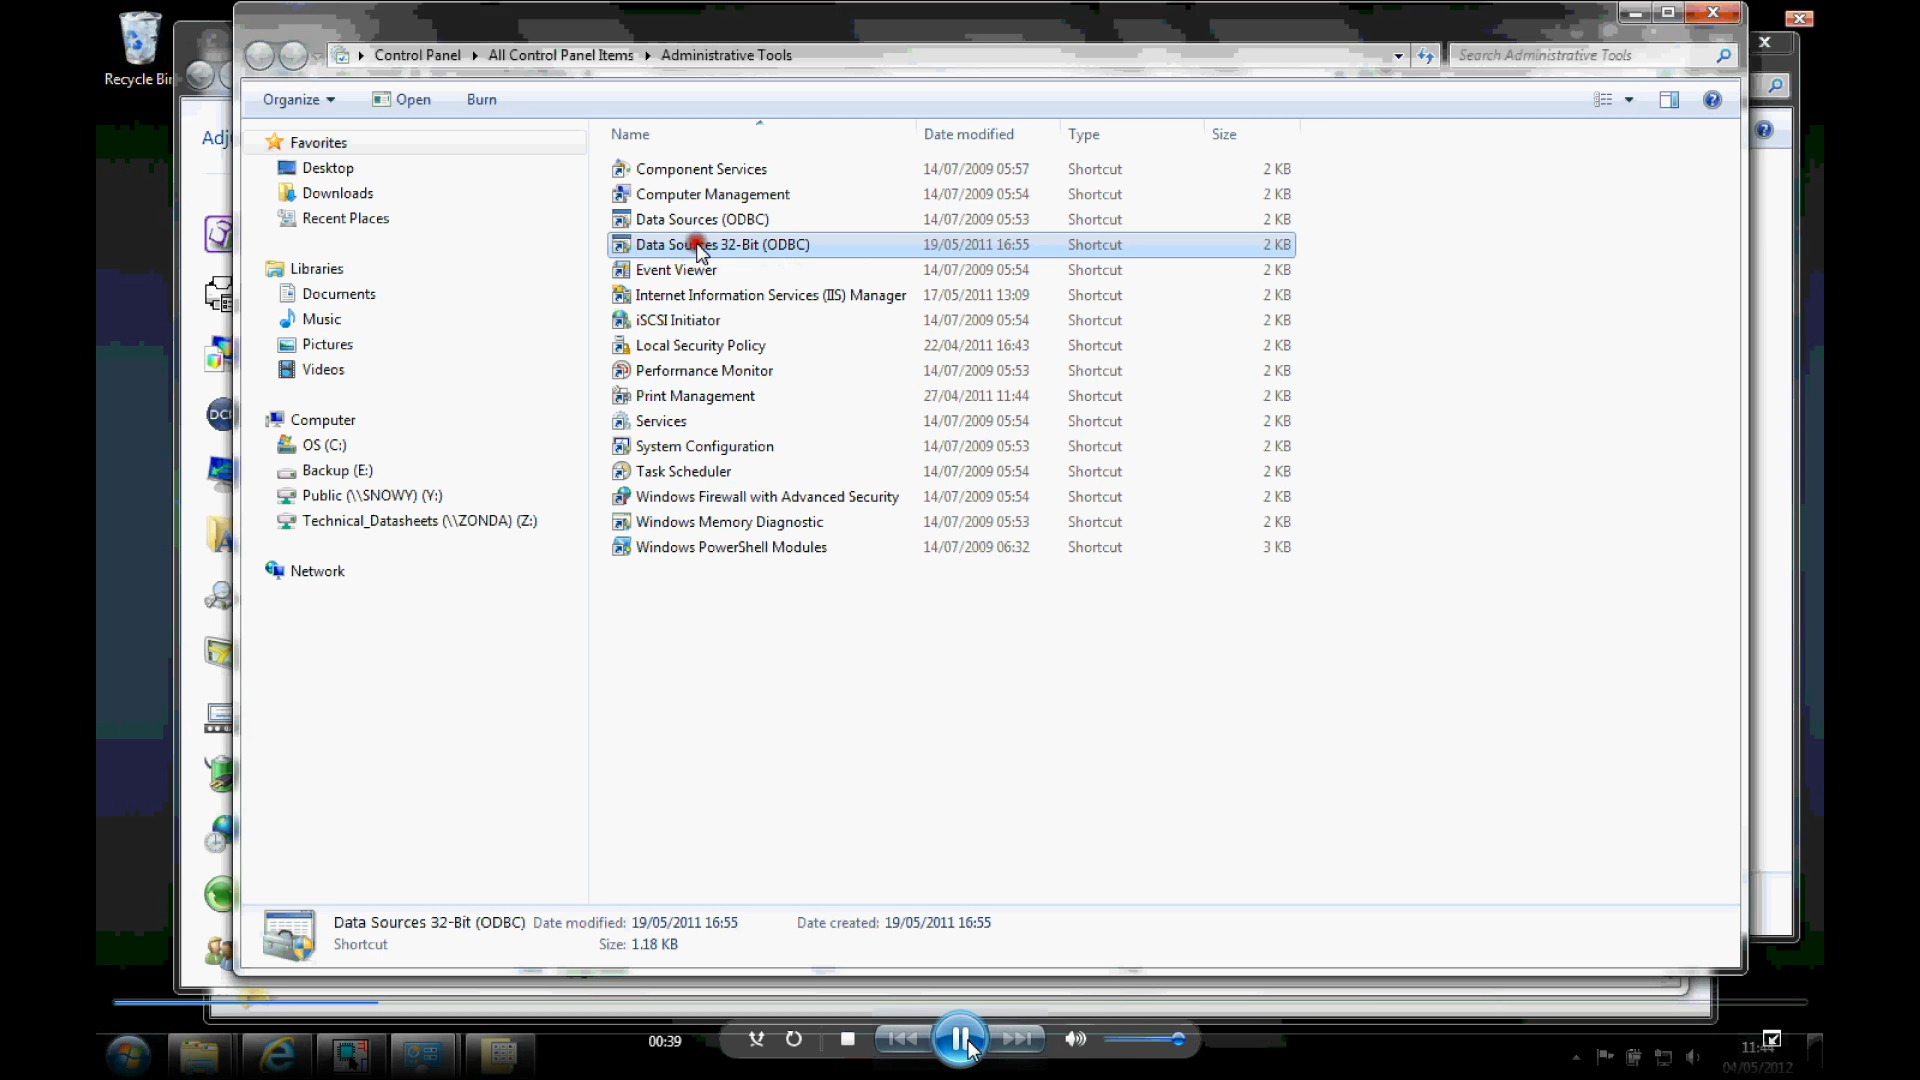 Recycle Bin
Control Panel All Control Panel Items Administrative Tools
Search Administrative Tools
Organize Open Burn
Adj
Favorites
Desktop
Downloads
Recent Places
Libraries
Documents
Music
Pictures
Videos
Computer
OS (C:)
Backup (E:)
Public (\\SNOWY) (Y:)
Technical_Datasheets (\\ZONDA) (Z:)
Network
Name Date modified Type Size
Component Services 14/07/2009 05:57 Shortcut 2 KB
Computer Management 14/07/2009 05:54 Shortcut 2 KB
Data Sources (ODBC) 14/07/2009 05:53 Shortcut 2 KB
Data Sources 32-Bit (ODBC) 19/05/2011 16:55 Shortcut 2 KB
Event Viewer 14/07/2009 05:54 Shortcut 2 KB
Internet Information Services (IIS) Manager 17/05/2011 13:09 Shortcut 2 KB
iSCSI Initiator 14/07/2009 05:54 Shortcut 2 KB
Local Security Policy 22/04/2011 16:43 Shortcut 2 KB
Performance Monitor 14/07/2009 05:53 Shortcut 2 KB
Print Management 27/04/2011 11:44 Shortcut 2 KB
Services 14/07/2009 05:54 Shortcut 2 KB
System Configuration 14/07/2009 05:53 Shortcut 2 KB
Task Scheduler 14/07/2009 05:54 Shortcut 2 KB
Windows Firewall with Advanced Security 14/07/2009 05:54 Shortcut 2 KB
Windows Memory Diagnostic 14/07/2009 05:53 Shortcut 2 KB
Windows PowerShell Modules 14/07/2009 06:32 Shortcut 3 KB
Data Sources 32-Bit (ODBC) Date modified: 19/05/2011 16:55 Date created: 19/05/2011 16:55
Shortcut Size: 1.18 KB
00:39
11:44
04/05/2012